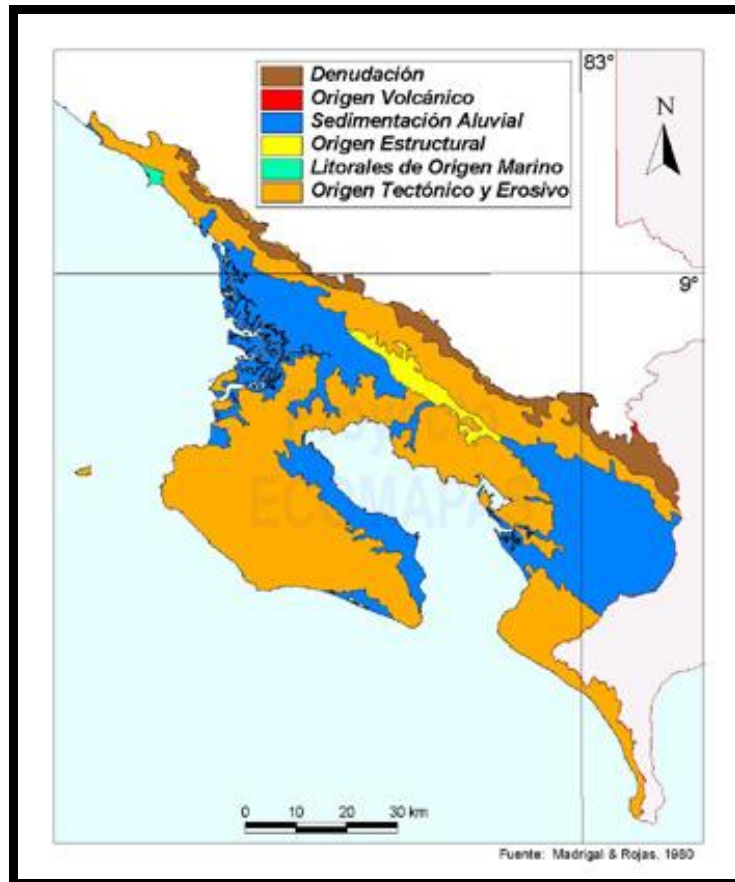 Denudación
Origen Volcánico
Sedimentación Aluvial
Origen Estructural
Litorales de Origen Marino
Origen Tectónico y Erosivo
83°
N
9°
ECOMAPAS
0 10 20 30 km
Fuente: Madrigal & Rojas, 1980